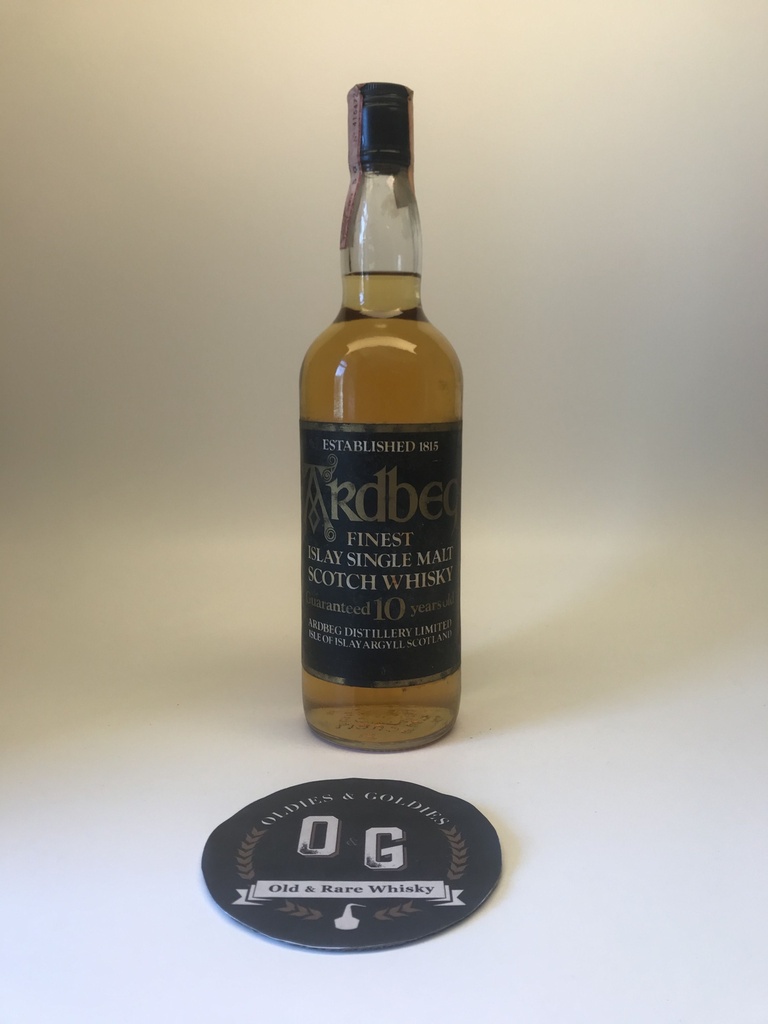 ESTABLISHED 1815
Ardbeg
FINEST
ISLAY SINGLE MALT
SCOTCH WHISKY
Guaranteed 10 years old
ARDBEG DISTILLERY LIMITED
ISLE OF ISLAY ARGYLL SCOTLAND
OLDIES & GOLDIES
O & G
Old & Rare Whisky